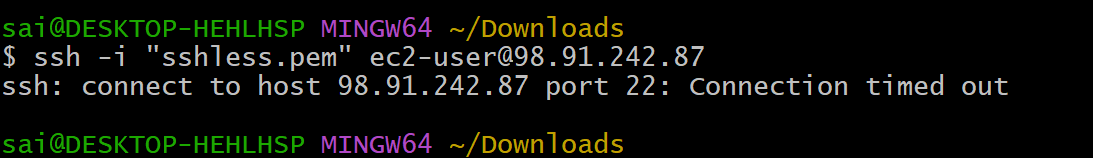 sai@DESKTOP-HEHLHSP MINGW64 ~/Downloads
$ ssh -i "sshless.pem" ec2-user@98.91.242.87
ssh: connect to host 98.91.242.87 port 22: Connection timed out
sai@DESKTOP-HEHLHSP MINGW64 ~/Downloads